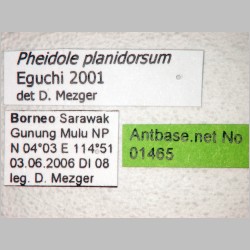 Pheidole planidorsum
Eguchi 2001
det D. Mezger
Borneo Sarawak
Gunung Mulu NP
N 04°03 E 114°51
03.06.2006 DI 08
leg. D. Mezger
Antbase.net No
01465